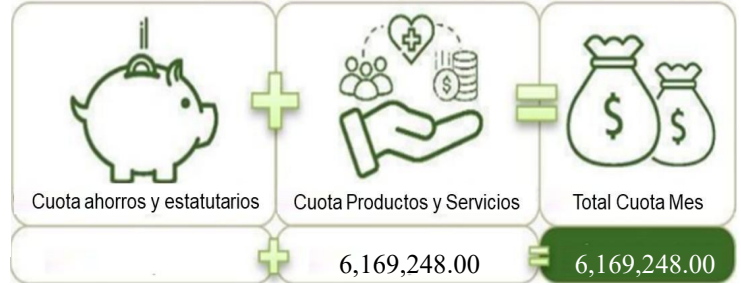 Cuota ahorros y estatutarios
Cuota Productos y Servicios
Total Cuota Mes
6,169,248.00
6,169,248.00